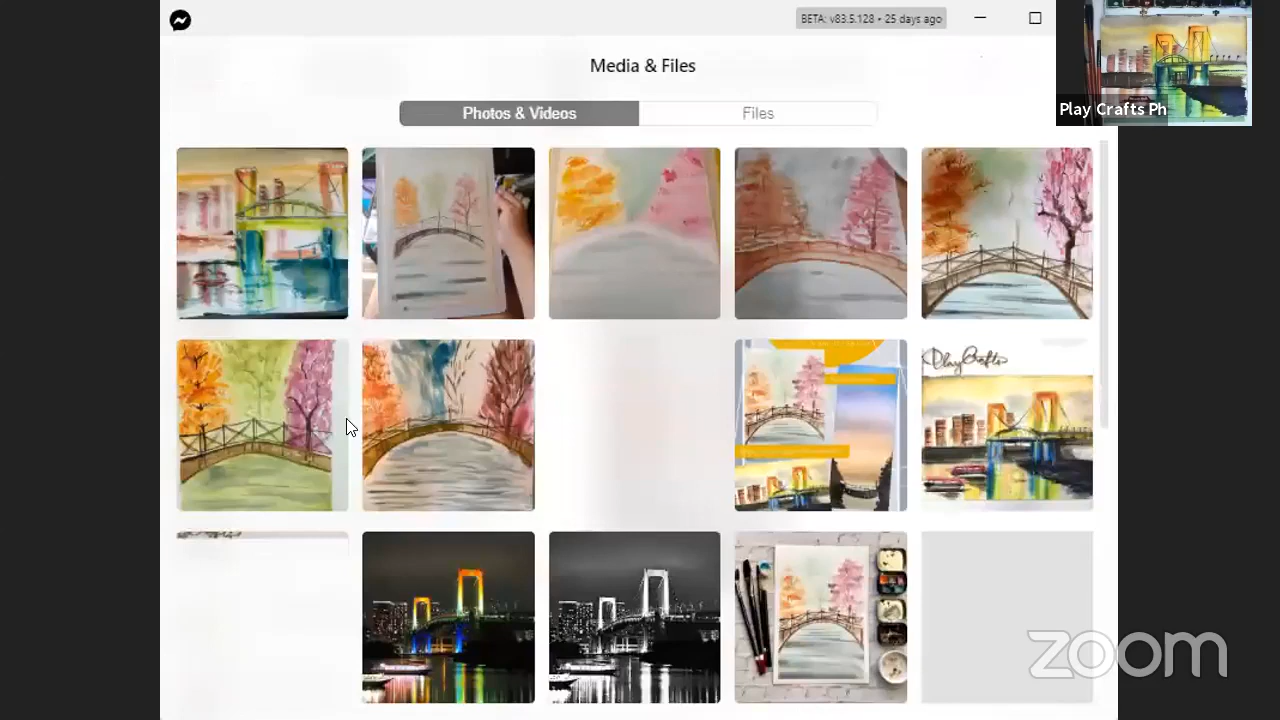 BETA: v83.5.128 • 25 days ago
Media & Files
Photos & Videos
Files
Play Crafts Ph
PlayCrafts
zoom